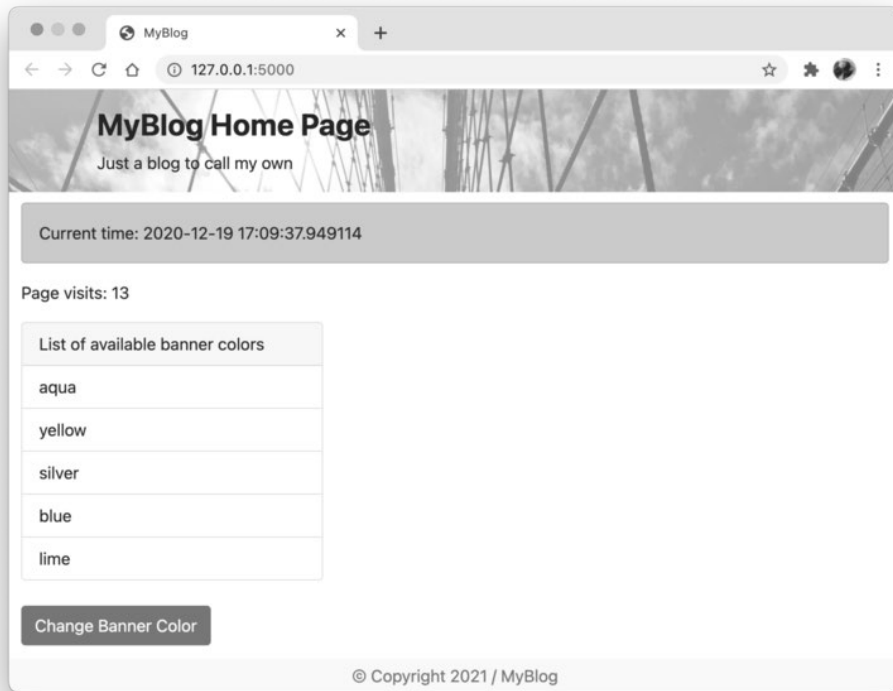 MyBlog
127.0.0.1:5000
MyBlog Home Page
Just a blog to call my own
Current time: 2020-12-19 17:09:37.949114
Page visits: 13
List of available banner colors
aqua
yellow
silver
blue
lime
Change Banner Color
© Copyright 2021 / MyBlog